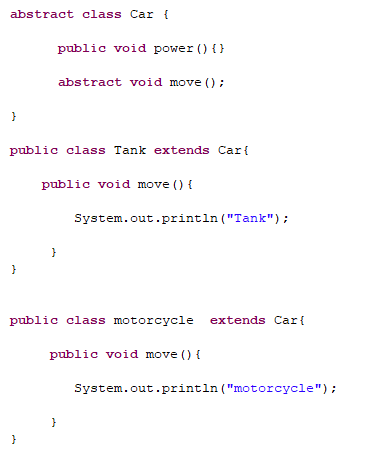 abstract class Car {
public void power(){}
abstract void move();
}
public class Tank extends Car{
public void move(){
System.out.println("Tank");
}
}
public class motorcycle  extends Car{
public void move(){
System.out.println("motorcycle");
}
}